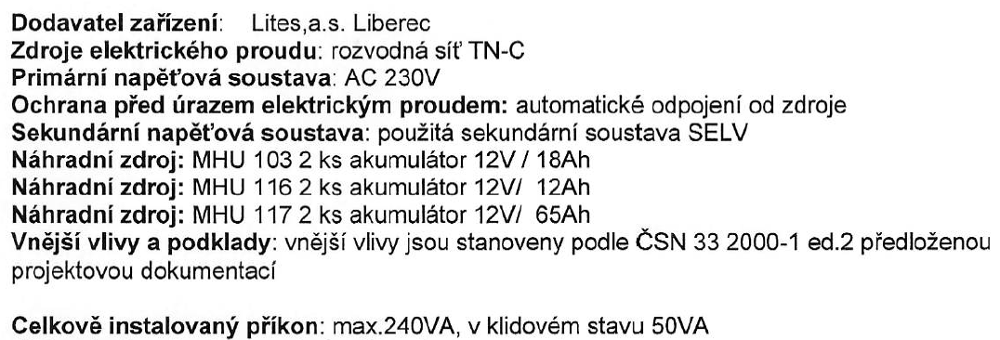 Dodavatel zařízení: Lites,a.s. Liberec
Zdroje elektrického proudu: rozvodná síť TN-C
Primární napěťová soustava: AC 230V
Ochrana před úrazem elektrickým proudem: automatické odpojení od zdroje
Sekundární napěťová soustava: použitá sekundární soustava SELV
Náhradní zdroj: MHU 103 2 ks akumulátor 12V / 18Ah
Náhradní zdroj: MHU 116 2 ks akumulátor 12V/ 12Ah
Náhradní zdroj: MHU 117 2 ks akumulátor 12V/ 65Ah
Vnější vlivy a podklady: vnější vlivy jsou stanoveny podle ČSN 33 2000-1 ed.2 předloženou
projektovou dokumentací
Celkově instalovaný příkon: max.240VA, v klidovém stavu 50VA